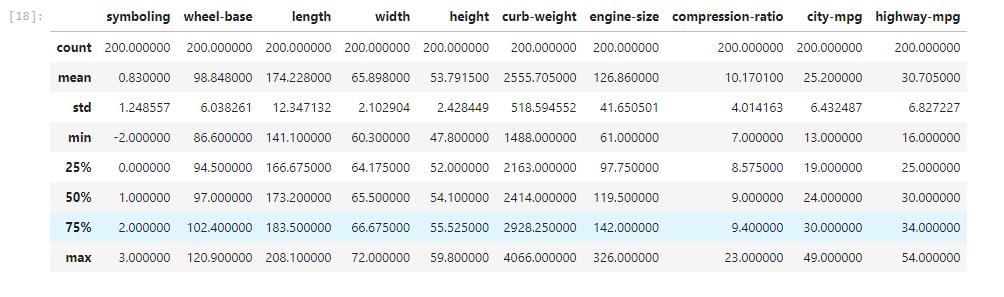 [18]: symboling wheel-base length width height curb-weight engine-size compression-ratio city-mpg highway-mpg
count 200.000000 200.000000 200.000000 200.000000 200.000000 200.000000 200.000000 200.000000 200.000000 200.000000
mean 0.830000 98.848000 174.228000 65.898000 53.791500 2555.705000 126.860000 10.170100 25.200000 30.705000
std 1.248557 6.038261 12.347132 2.102904 2.428449 518.594552 41.650501 4.014163 6.432487 6.827227
min -2.000000 86.600000 141.100000 60.300000 47.800000 1488.000000 61.000000 7.000000 13.000000 16.000000
25% 0.000000 94.500000 166.675000 64.175000 52.000000 2163.000000 97.750000 8.575000 19.000000 25.000000
50% 1.000000 97.000000 173.200000 65.500000 54.100000 2414.000000 119.500000 9.000000 24.000000 30.000000
75% 2.000000 102.400000 183.500000 66.675000 55.525000 2928.250000 142.000000 9.400000 30.000000 34.000000
max 3.000000 120.900000 208.100000 72.000000 59.800000 4066.000000 326.000000 23.000000 49.000000 54.000000